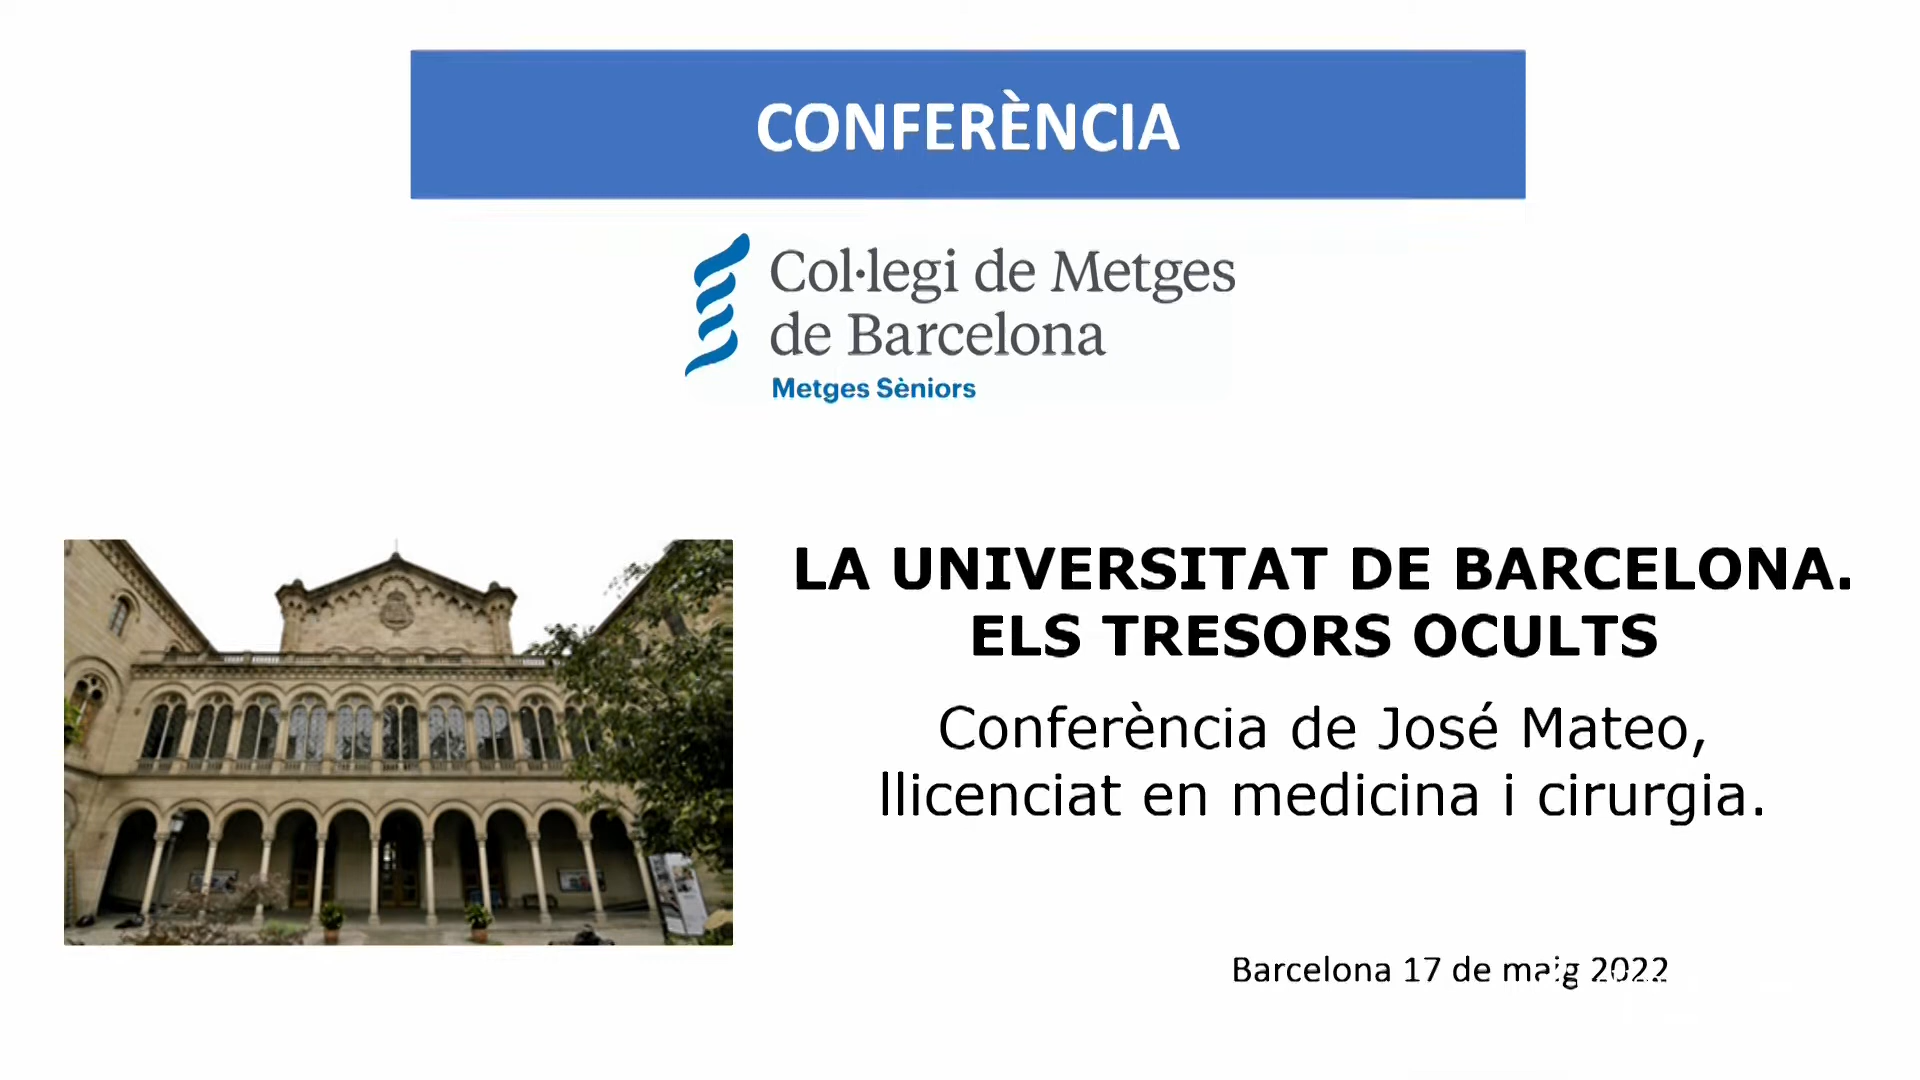 CONFERÈNCIA
Col·legi de Metges
de Barcelona
Metges Sèniors
LA UNIVERSITAT DE BARCELONA.
ELS TRESORS OCULTS
Conferència de José Mateo,
llicenciat en medicina i cirurgia.
Barcelona 17 de maig 2022